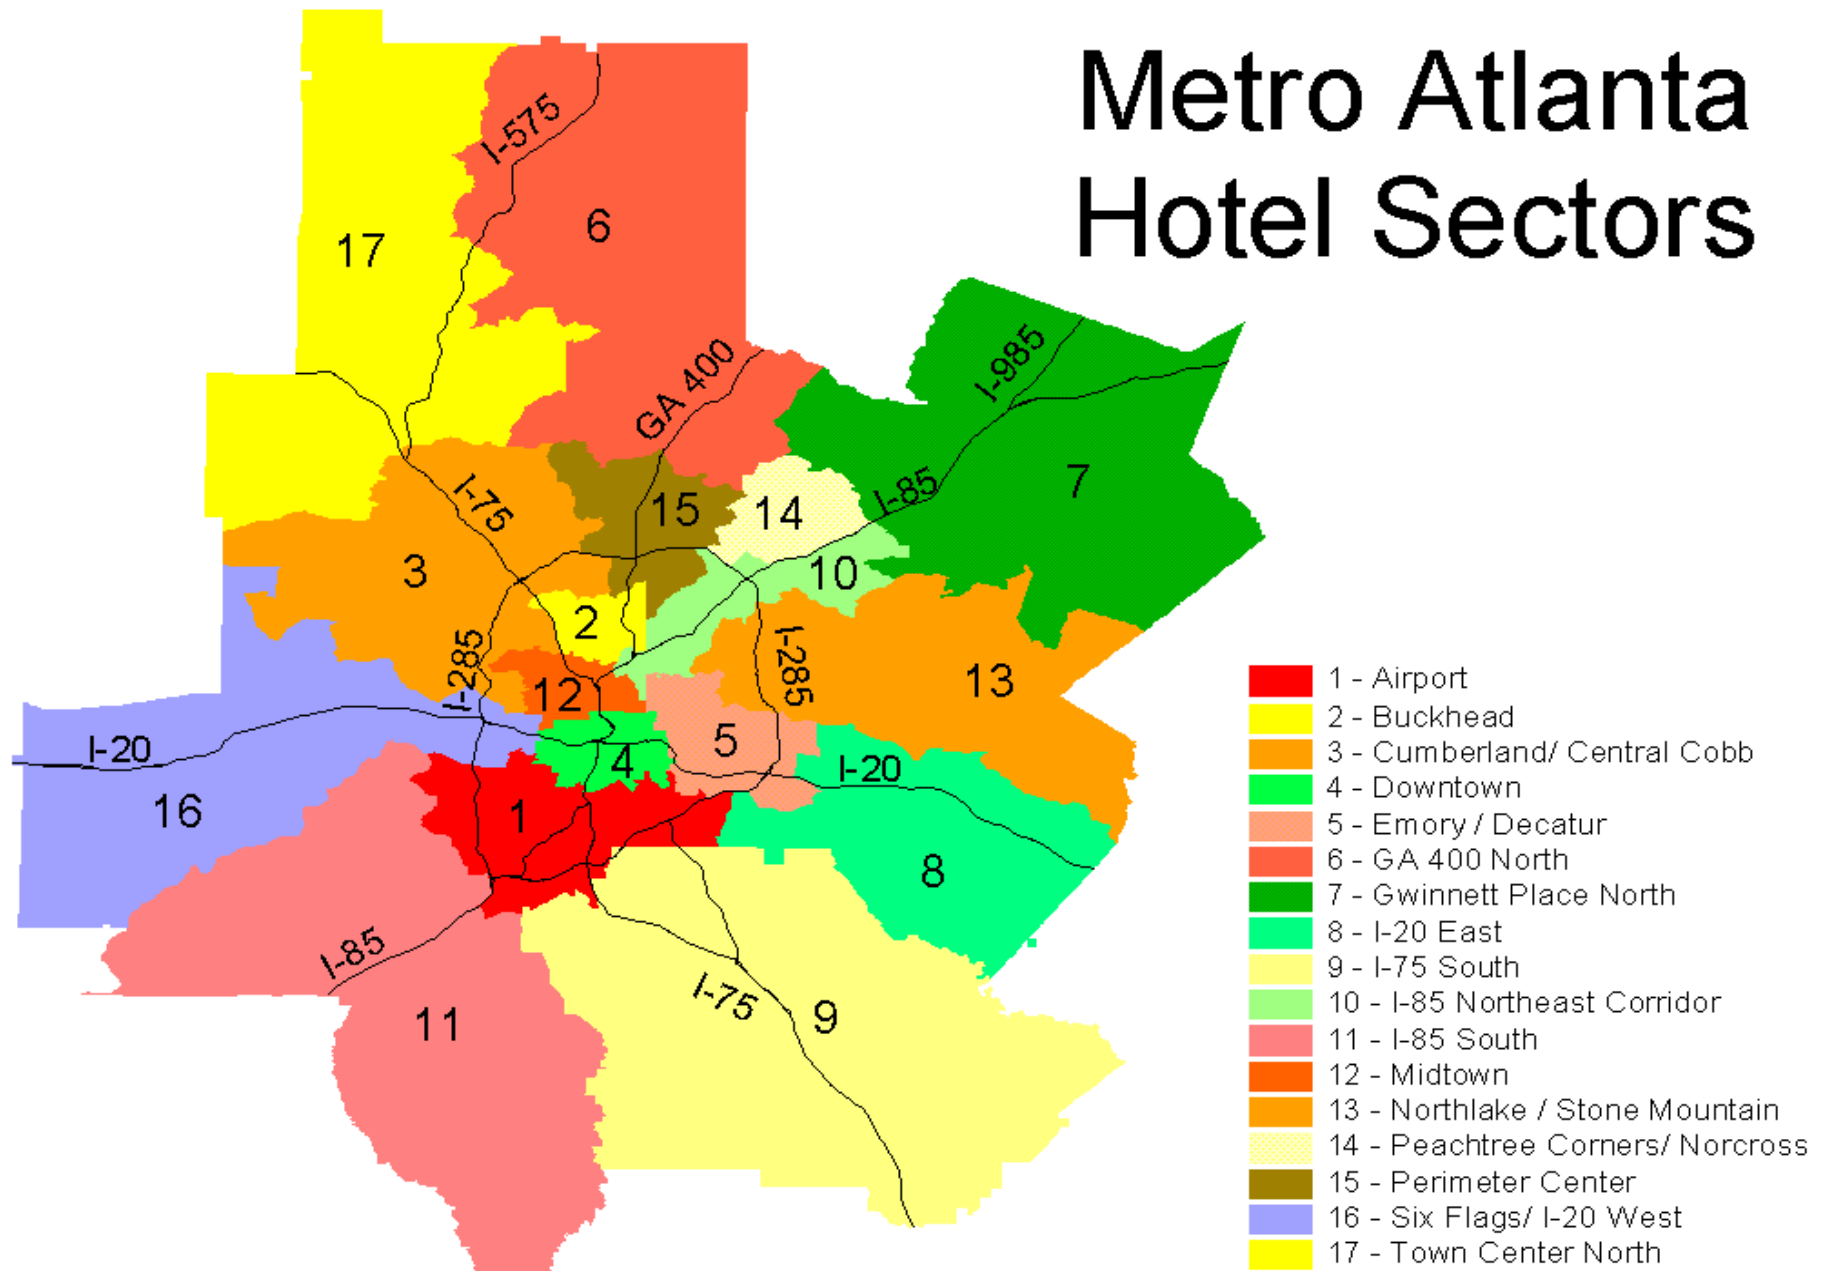 Metro Atlanta
Hotel Sectors
I-575
6
17
I-985
GA 400
7
I-85
I-75
15
14
3
10
2
I-285
I-285
13
12
I-20
5
4
I-20
16
1
8
I-85
I-75
9
11
1 - Airport
2 - Buckhead
3 - Cumberland/ Central Cobb
4 - Downtown
5 - Emory / Decatur
6 - GA 400 North
7 - Gwinnett Place North
8 - I-20 East
9 - I-75 South
10 - I-85 Northeast Corridor
11 - I-85 South
12 - Midtown
13 - Northlake / Stone Mountain
14 - Peachtree Corners/ Norcross
15 - Perimeter Center
16 - Six Flags/ I-20 West
17 - Town Center North